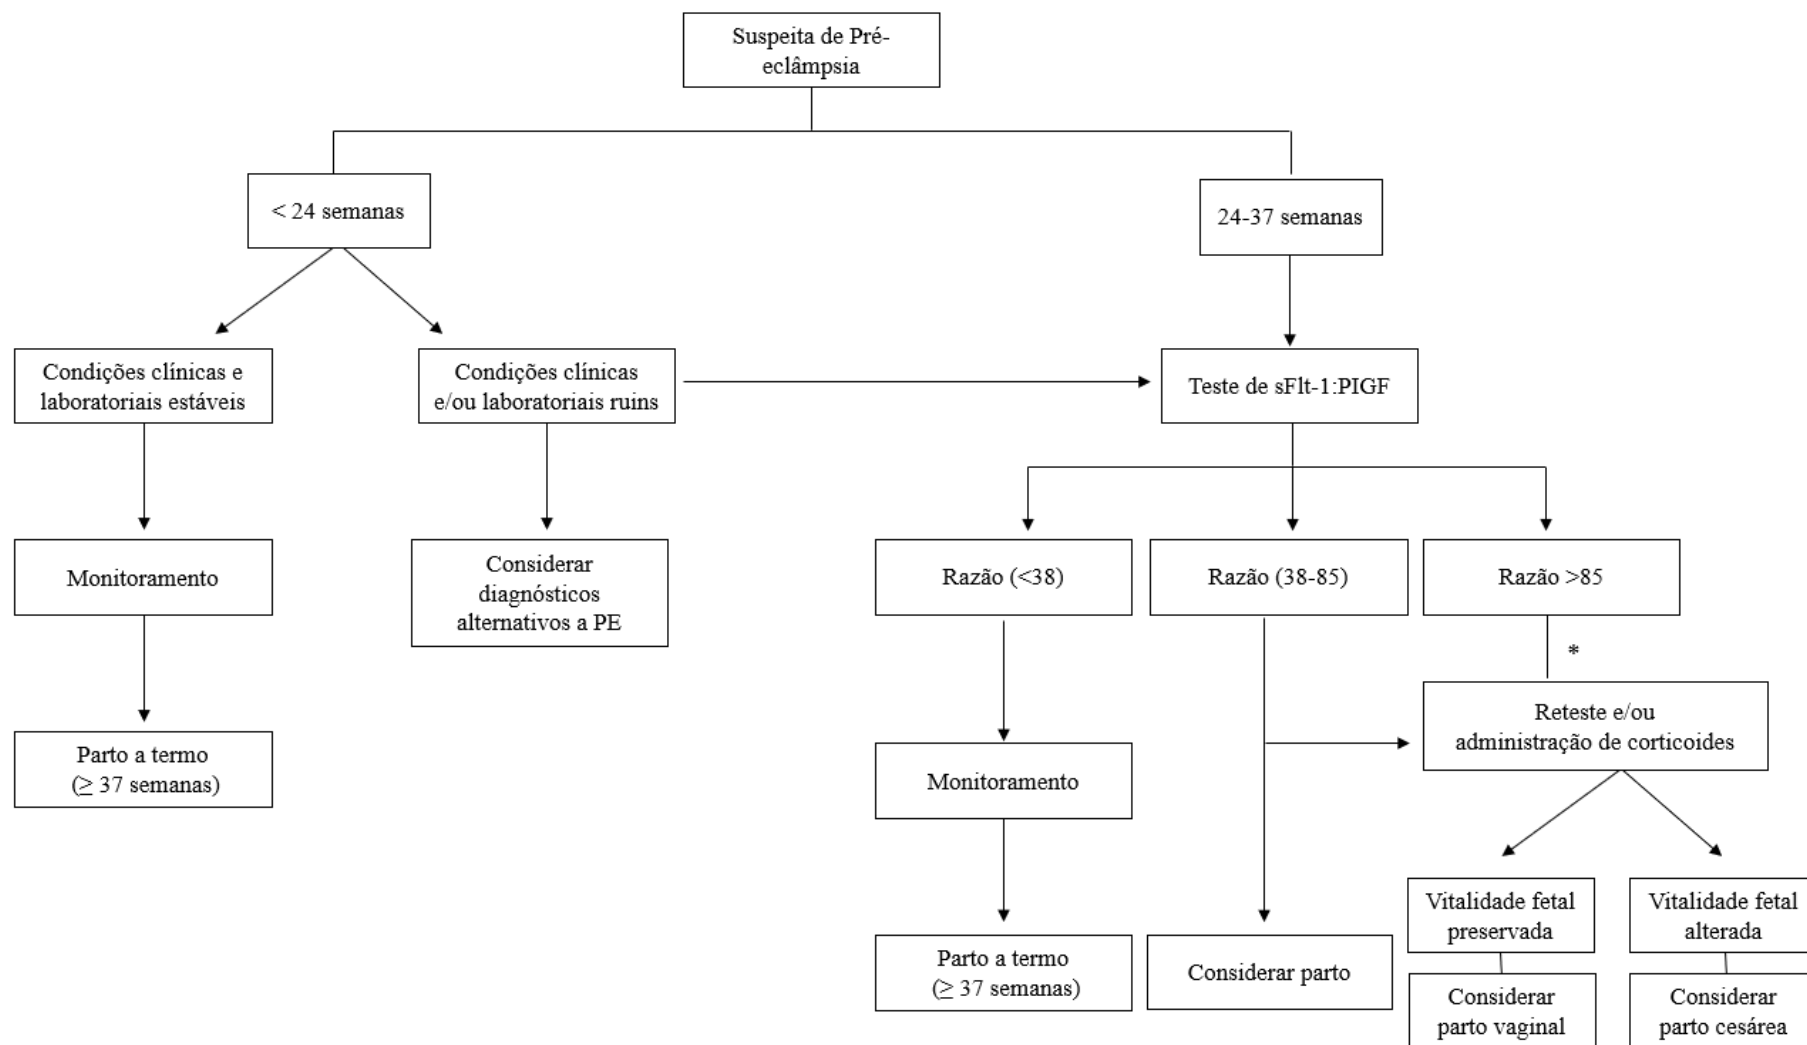 Suspeita de Pré-
eclâmpsia
< 24 semanas
24-37 semanas
Condições clínicas e
laboratoriais estáveis
Condições clínicas
e/ou laboratoriais ruins
Teste de sFlt-1:PIGF
Monitoramento
Considerar
diagnósticos
alternativos a PE
Razão (<38)
Razão (38-85)
Razão >85
*
Parto a termo
(≥ 37 semanas)
Monitoramento
Reteste e/ou
administração de corticoides
Parto a termo
(≥ 37 semanas)
Considerar parto
Vitalidade fetal
preservada
Vitalidade fetal
alterada
Considerar
parto vaginal
Considerar
parto cesárea